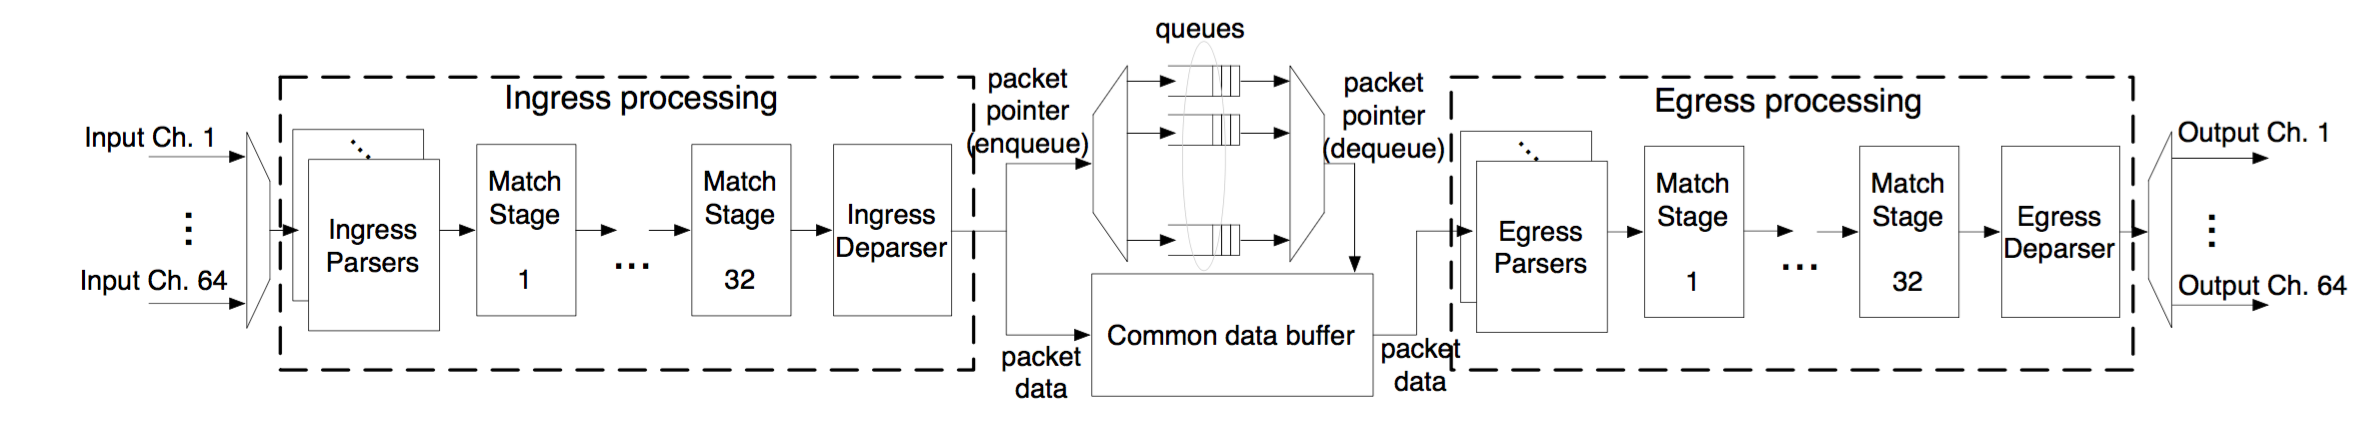 queues
Ingress processing
packet
pointer
(enqueue)
packet
pointer
(dequeue)
Egress processing
Input Ch. 1
⋮
Input Ch. 64
Ingress
Parsers
Match
Stage
1
...
Match
Stage
32
Ingress
Deparser
packet
data
Common data buffer
packet
data
Egress
Parsers
Match
Stage
1
...
Match
Stage
32
Egress
Deparser
Output Ch. 1
⋮
Output Ch. 64